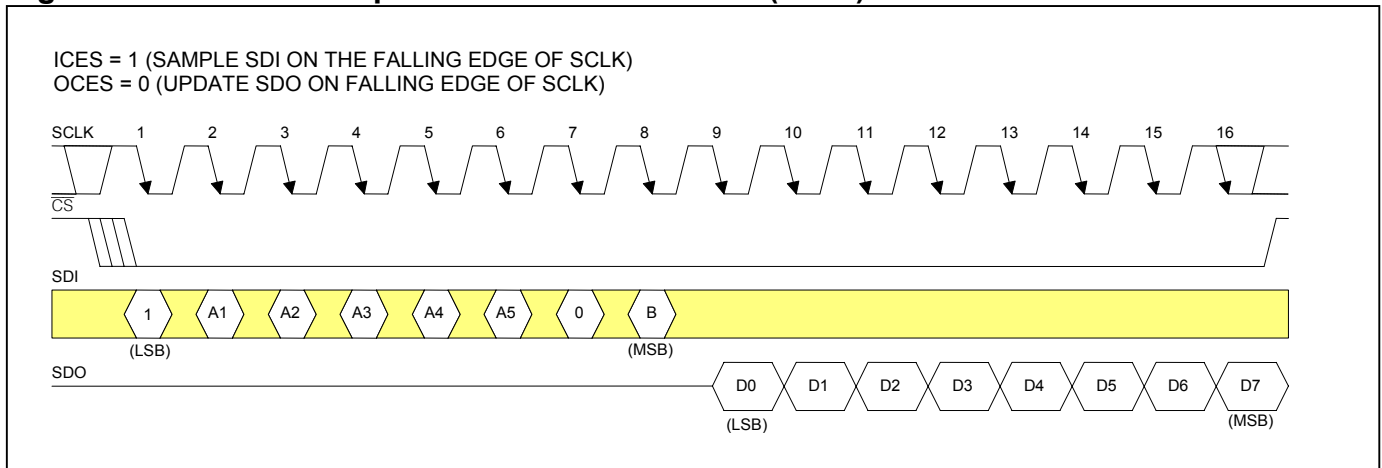 ICES = 1 (SAMPLE SDI ON THE FALLING EDGE OF SCLK)
OCES = 0 (UPDATE SDO ON FALLING EDGE OF SCLK)
SCLK 1 2 3 4 5 6 7 8 9 10 11 12 13 14 15 16
CS
SDI
1 A1 A2 A3 A4 A5 0 B
(LSB) (MSB)
SDO
D0 D1 D2 D3 D4 D5 D6 D7
(LSB) (MSB)